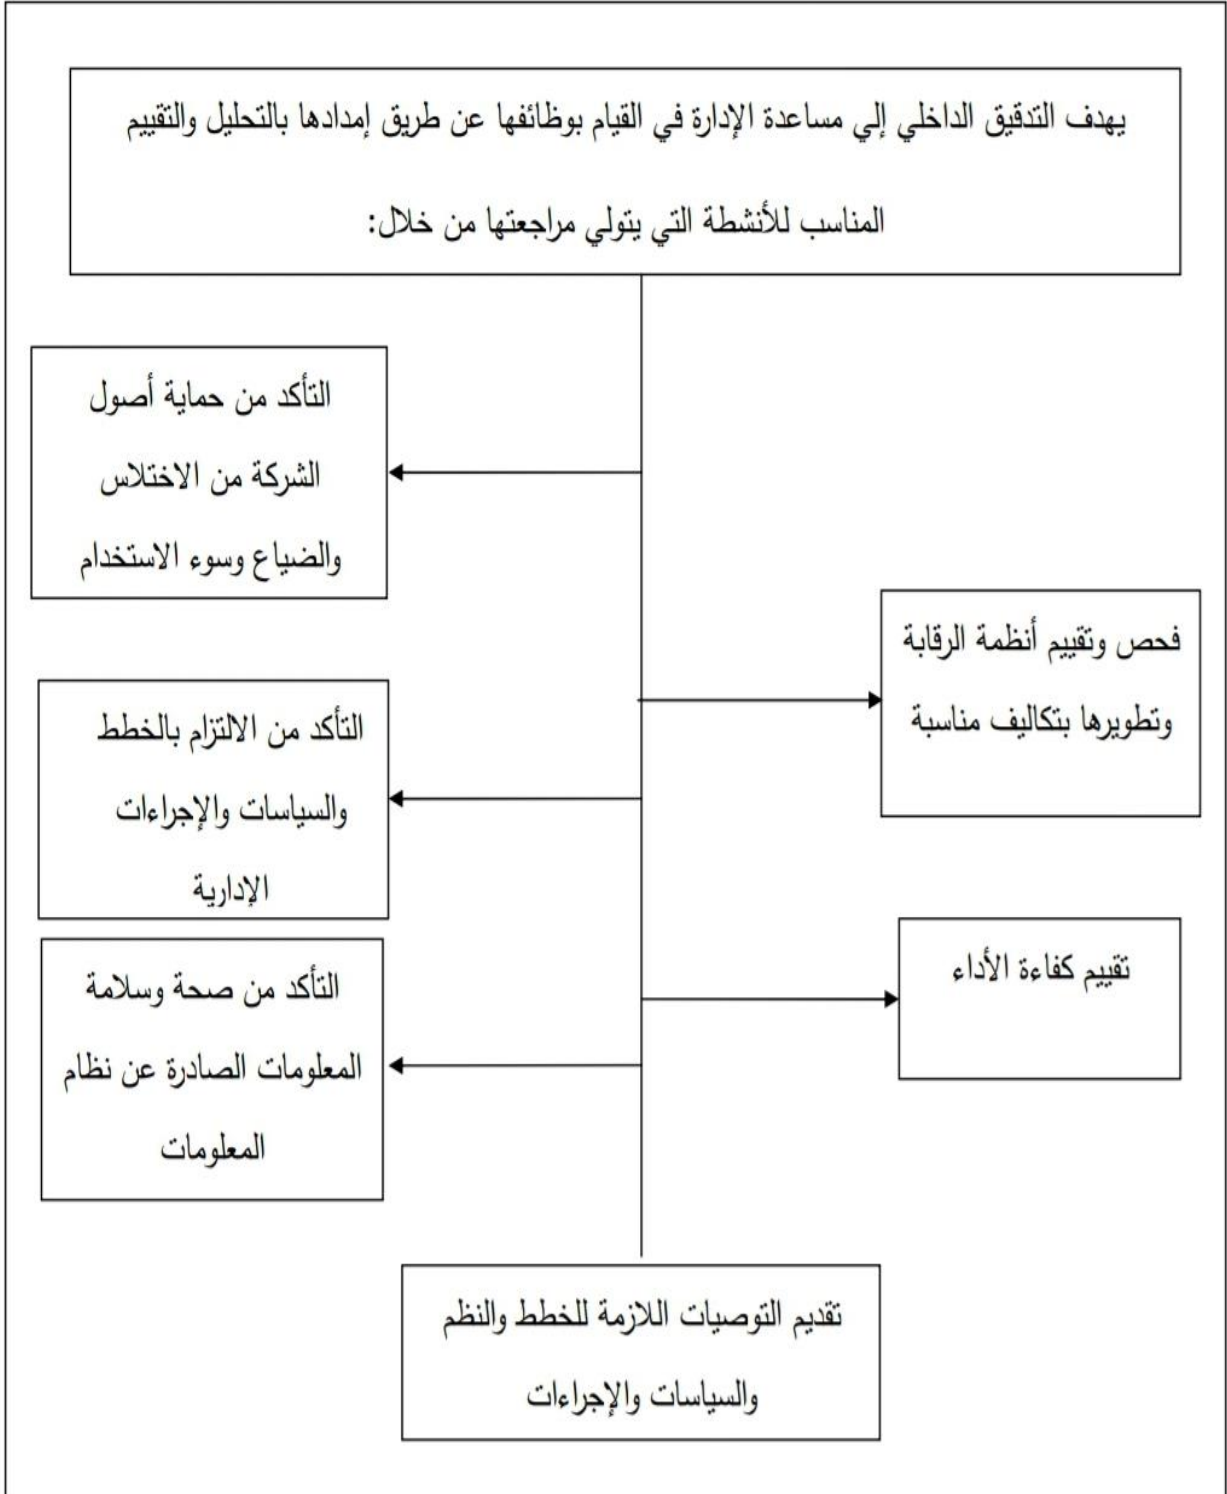 يهدف التدقيق الداخلي إلي مساعدة الإدارة في القيام بوظائفها عن طريق إمدادها بالتحليل والتقييم
المناسب للأنشطة التي يتولي مراجعتها من خلال:
التأكد من حماية أصول
الشركة من الاختلاس
والضياع وسوء الاستخدام
فحص وتقييم أنظمة الرقابة
وتطويرها بتكاليف مناسبة
التأكد من الالتزام بالخطط
والسياسات والإجراءات
الإدارية
تقييم كفاءة الأداء
التأكد من صحة وسلامة
المعلومات الصادرة عن نظام
المعلومات
تقديم التوصيات اللازمة للخطط والنظم
والسياسات والإجراءات